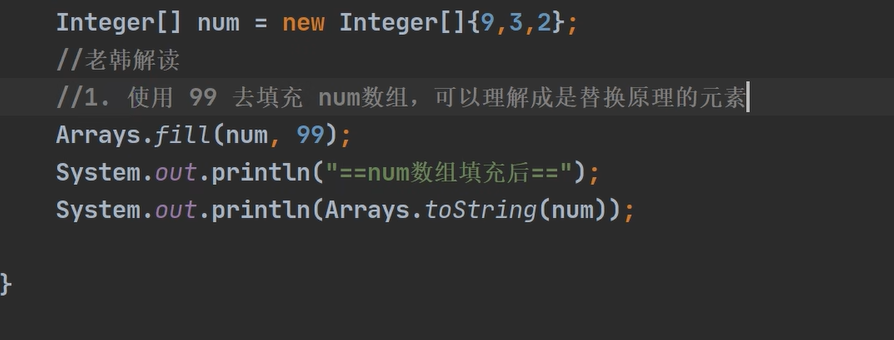 Integer[] num = new Integer[]{9,3,2};
//老韩解读
//1. 使用 99 去填充 num数组，可以理解成是替换原理的元素
Arrays.fill(num, 99);
System.out.println("==num数组填充后==");
System.out.println(Arrays.toString(num));
}